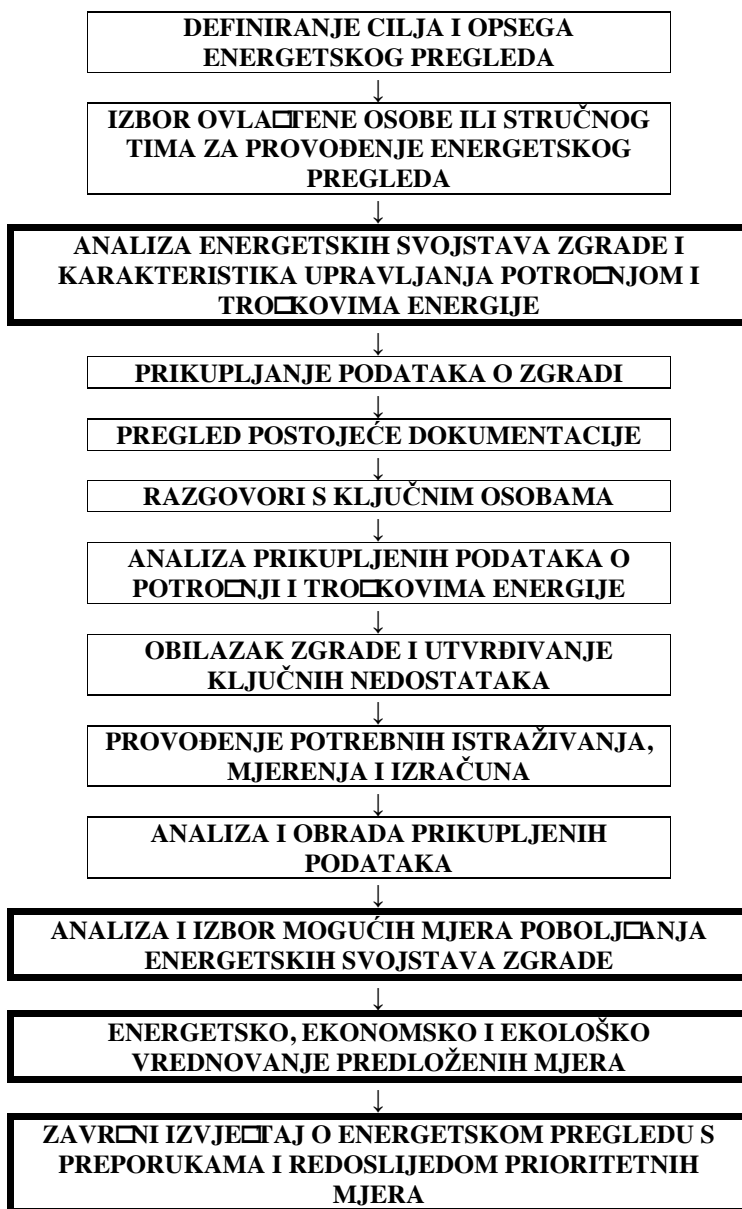 DEFINIRANJE CILJA I OPSEGA
ENERGETSKOG PREGLEDA
IZBOR OVLA□TENE OSOBE ILI STRUČNOG
TIMA ZA PROVOĐENJE ENERGETSKOG
PREGLEDA
ANALIZA ENERGETSKIH SVOJSTAVA ZGRADE I
KARAKTERISTIKA UPRAVLJANJA POTRO□NJOM I
TRO□KOVIMA ENERGIJE
PRIKUPLJANJE PODATAKA O ZGRADI
PREGLED POSTOJEĆE DOKUMENTACIJE
RAZGOVORI S KLJUČNIM OSOBAMA
ANALIZA PRIKUPLJENIH PODATAKA O
POTRO□NJI I TRO□KOVIMA ENERGIJE
OBILAZAK ZGRADE I UTVRĐIVANJE
KLJUČNIH NEDOSTATAKA
PROVOĐENJE POTREBNIH ISTRAŽIVANJA,
MJERENJA I IZRAČUNA
ANALIZA I OBRADA PRIKUPLJENIH
PODATAKA
ANALIZA I IZBOR MOGUĆIH MJERA POBOLJ□ANJA
ENERGETSKIH SVOJSTAVA ZGRADE
ENERGETSKO, EKONOMSKO I EKOLOŠKO
VREDNOVANJE PREDLOŽENIH MJERA
ZAVR□NI IZVJE□TAJ O ENERGETSKOM PREGLEDU S
PREPORUKAMA I REDOSLIJEDOM PRIORITETNIH
MJERA